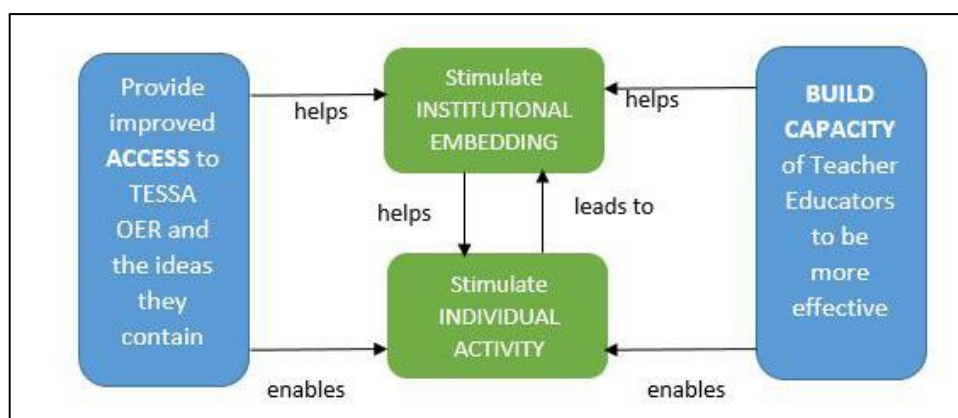 Provide
improved
ACCESS to
TESSA
OER and
the ideas
they
contain
helps
enables
Stimulate
INSTITUTIONAL
EMBEDDING
helps
leads to
Stimulate
INDIVIDUAL
ACTIVITY
helps
enables
BUILD
CAPACITY
of Teacher
Educators
to be
more
effective